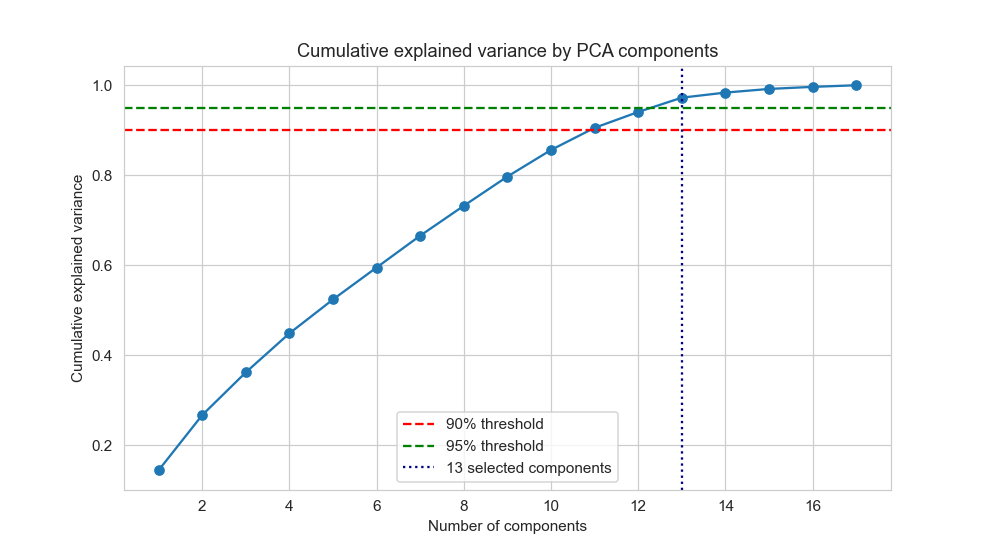 Cumulative explained variance by PCA components
Cumulative explained variance
1.0
0.8
0.6
0.4
0.2
90% threshold
95% threshold
13 selected components
2 4 6 8 10 12 14 16
Number of components